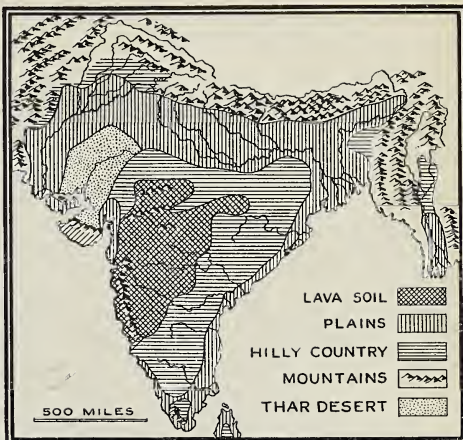 LAVA SOIL
PLAINS
HILLY COUNTRY
MOUNTAINS
THAR DESERT
500 MILES